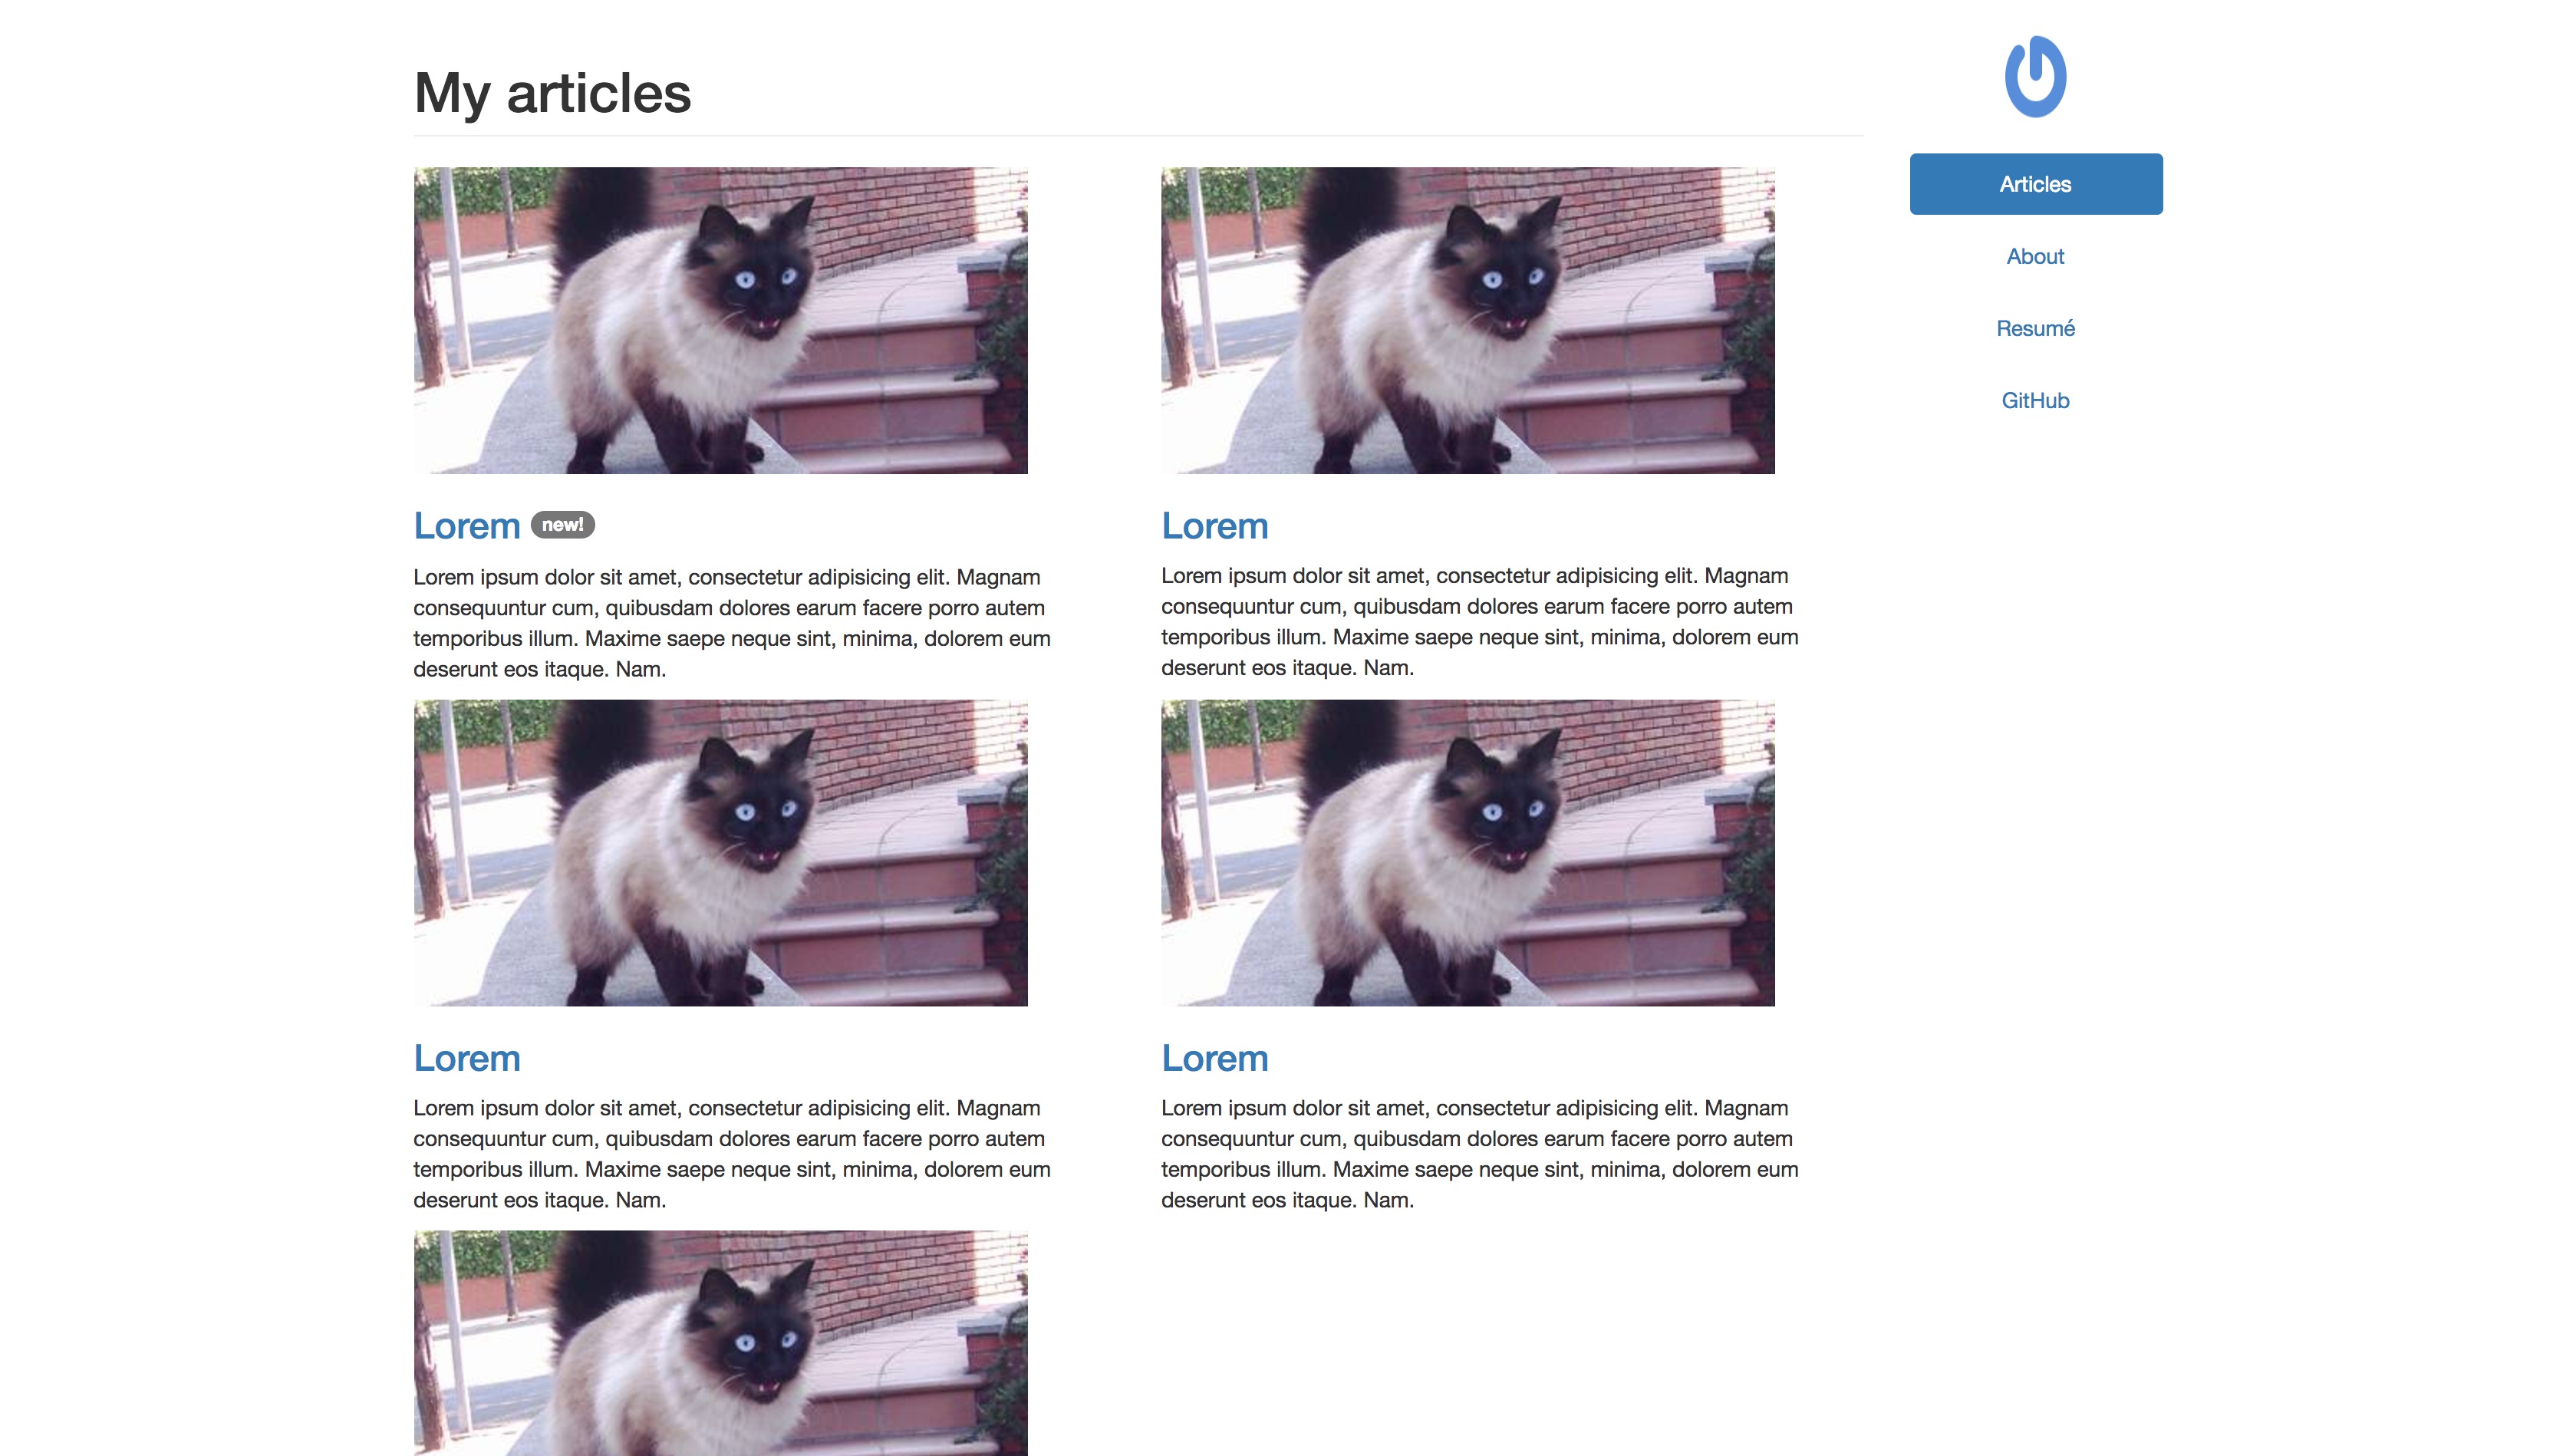 My articles
Articles
About
Resumé
GitHub
Lorem new!
Lorem ipsum dolor sit amet, consectetur adipisicing elit. Magnam
consequuntur cum, quibusdam dolores earum facere porro autem
temporibus illum. Maxime saepe neque sint, minima, dolorem eum
deserunt eos itaque. Nam.
Lorem
Lorem ipsum dolor sit amet, consectetur adipisicing elit. Magnam
consequuntur cum, quibusdam dolores earum facere porro autem
temporibus illum. Maxime saepe neque sint, minima, dolorem eum
deserunt eos itaque. Nam.
Lorem
Lorem ipsum dolor sit amet, consectetur adipisicing elit. Magnam
consequuntur cum, quibusdam dolores earum facere porro autem
temporibus illum. Maxime saepe neque sint, minima, dolorem eum
deserunt eos itaque. Nam.
Lorem
Lorem ipsum dolor sit amet, consectetur adipisicing elit. Magnam
consequuntur cum, quibusdam dolores earum facere porro autem
temporibus illum. Maxime saepe neque sint, minima, dolorem eum
deserunt eos itaque. Nam.